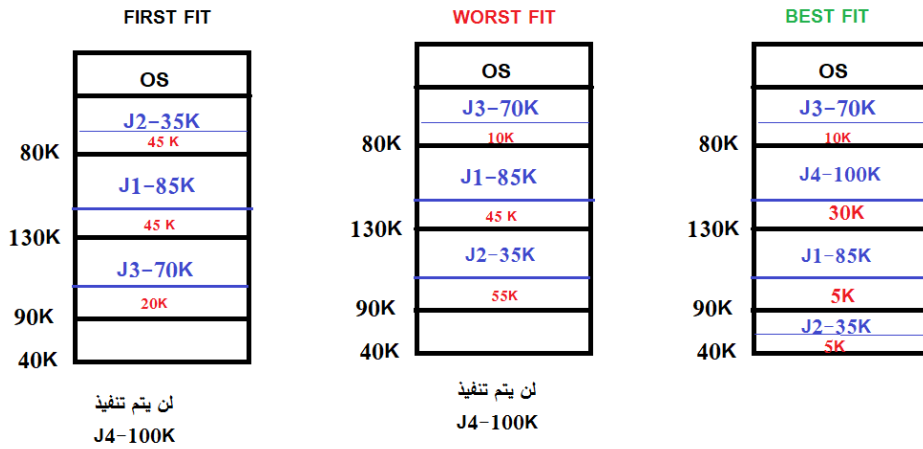 FIRST FIT
OS
J2-35K
45 K
80K
J1-85K
45 K
130K
J3-70K
20K
90K
40K
لن يتم تنفيذ
J4-100K
WORST FIT
OS
J3-70K
10K
80K
J1-85K
45 K
130K
J2-35K
55K
90K
40K
لن يتم تنفيذ
J4-100K
BEST FIT
OS
J3-70K
10K
80K
J4-100K
30K
130K
J1-85K
5K
90K
J2-35K
5K
40K